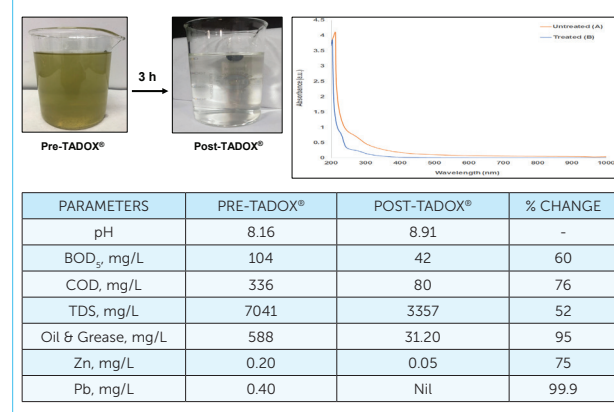 3 h
Pre-TADOX®
Post-TADOX®
Untreated (A)
Treated (B)
Absorbance (a.u.)
4.5
4
3.5
3
2.5
2
1.5
1
0.5
0
200 300 400 500 600 700 800 900 1000
Wavelength (nm)
PARAMETERS PRE-TADOX® POST-TADOX® % CHANGE
pH 8.16 8.91 -
BOD5, mg/L 104 42 60
COD, mg/L 336 80 76
TDS, mg/L 7041 3357 52
Oil & Grease, mg/L 588 31.20 95
Zn, mg/L 0.20 0.05 75
Pb, mg/L 0.40 Nil 99.9